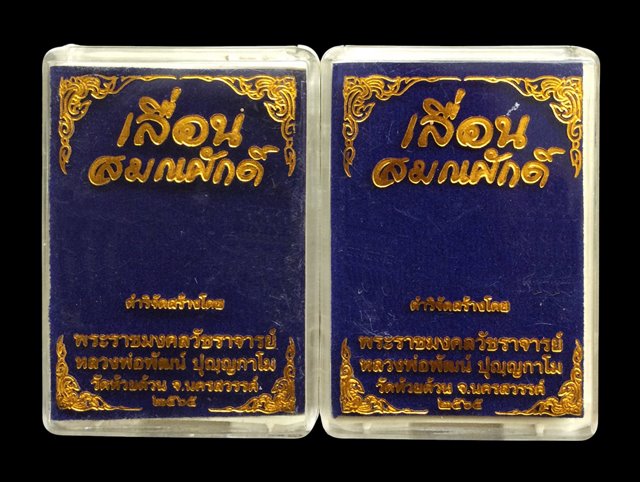 เลื่อน
สมณศักดิ์
ดำริจัดสร้างโดย
พระราชมงคลวัชราจารย์
หลวงพ่อพัฒน์ ปุญฺญกาโม
วัดห้วยด้วน จ.นครสวรรค์
๒๕๖๕
เลื่อน
สมณศักดิ์
ดำริจัดสร้างโดย
พระราชมงคลวัชราจารย์
หลวงพ่อพัฒน์ ปุญฺญกาโม
วัดห้วยด้วน จ.นครสวรรค์
๒๕๖๕